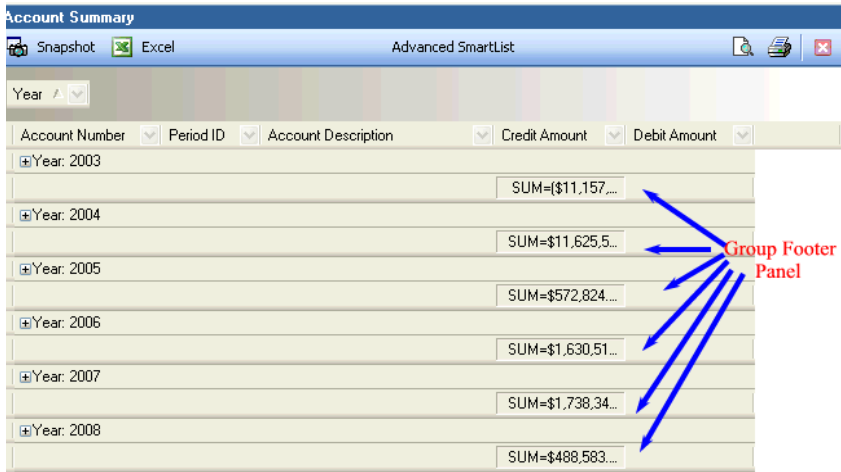 Account Summary
Snapshot Excel Advanced SmartList
Year
Account Number Period ID Account Description Credit Amount Debit Amount
Year: 2003
SUM=($11,157,...
Year: 2004
SUM=$11,625,5...
Group Footer
Panel
Year: 2005
SUM=$572,824....
Year: 2006
SUM=$1,630,51...
Year: 2007
SUM=$1,738,34...
Year: 2008
SUM=$488,583....